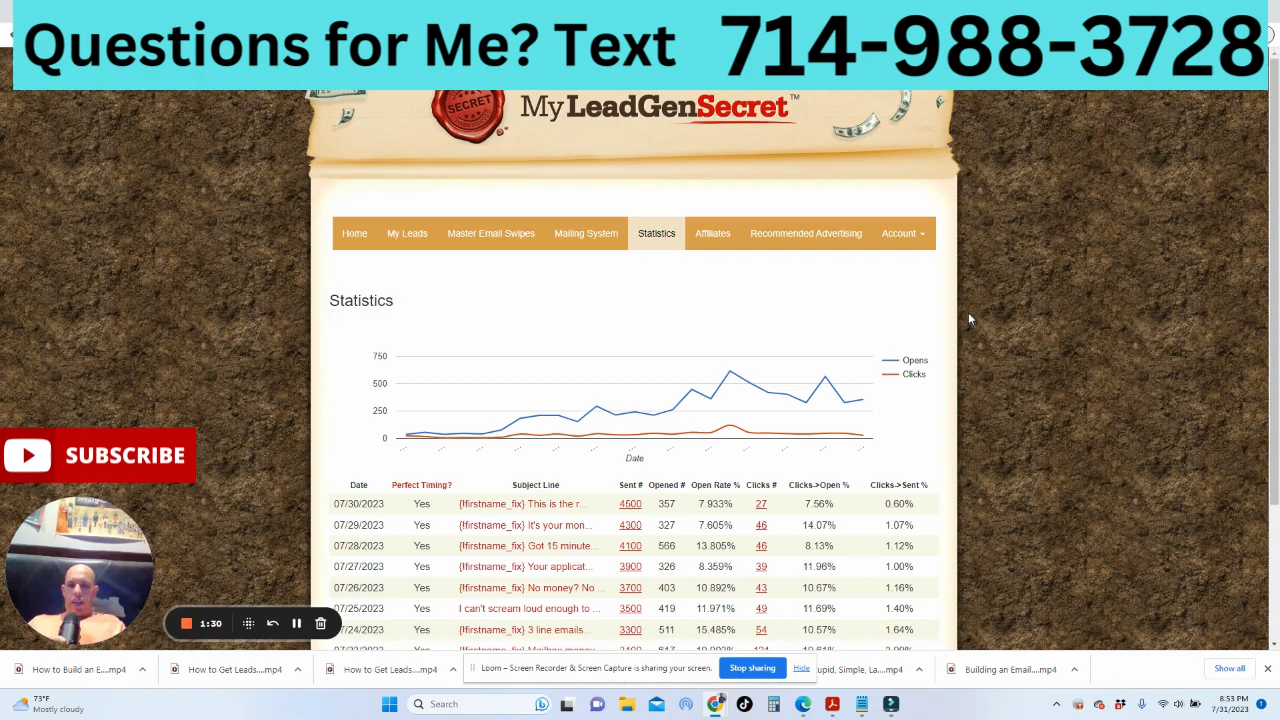 Questions for Me? Text 714-988-3728
SECRET
MyLeadGenSecret™
Home My Leads Master Email Swipes Mailing System Statistics Affiliates Recommended Advertising Account
Statistics
750
500
250
0
Opens
Clicks
Date
Date Perfect Timing? Subject Line Sent # Opened # Open Rate % Clicks # Clicks->Open % Clicks->Sent %
07/30/2023 Yes {!firstname_fix} This is the r... 4500 357 7.933% 27 7.56% 0.60%
07/29/2023 Yes {!firstname_fix} It's your mon... 4300 327 7.605% 46 14.07% 1.07%
07/28/2023 Yes {!firstname_fix} Got 15 minute... 4100 566 13.805% 46 8.13% 1.12%
07/27/2023 Yes {!firstname_fix} Your applicat... 3900 326 8.359% 39 11.96% 1.00%
07/26/2023 Yes {!firstname_fix} No money? No ... 3700 403 10.892% 43 10.67% 1.16%
07/25/2023 Yes I can't scream loud enough to ... 3500 419 11.971% 49 11.69% 1.40%
07/24/2023 Yes {!firstname_fix} 3 line emails... 3300 511 15.485% 54 10.57% 1.64%
SUBSCRIBE
1:30
How to Build an E....mp4 How to Get Leads....mp4 How to Get Leads....mp4 Loom – Screen Recorder & Screen Capture is sharing your screen. Stop sharing Hide upid, Simple, La....mp4 Building an Email....mp4 Show all
73°F
Mostly cloudy
Search
8:53 PM
7/31/2023